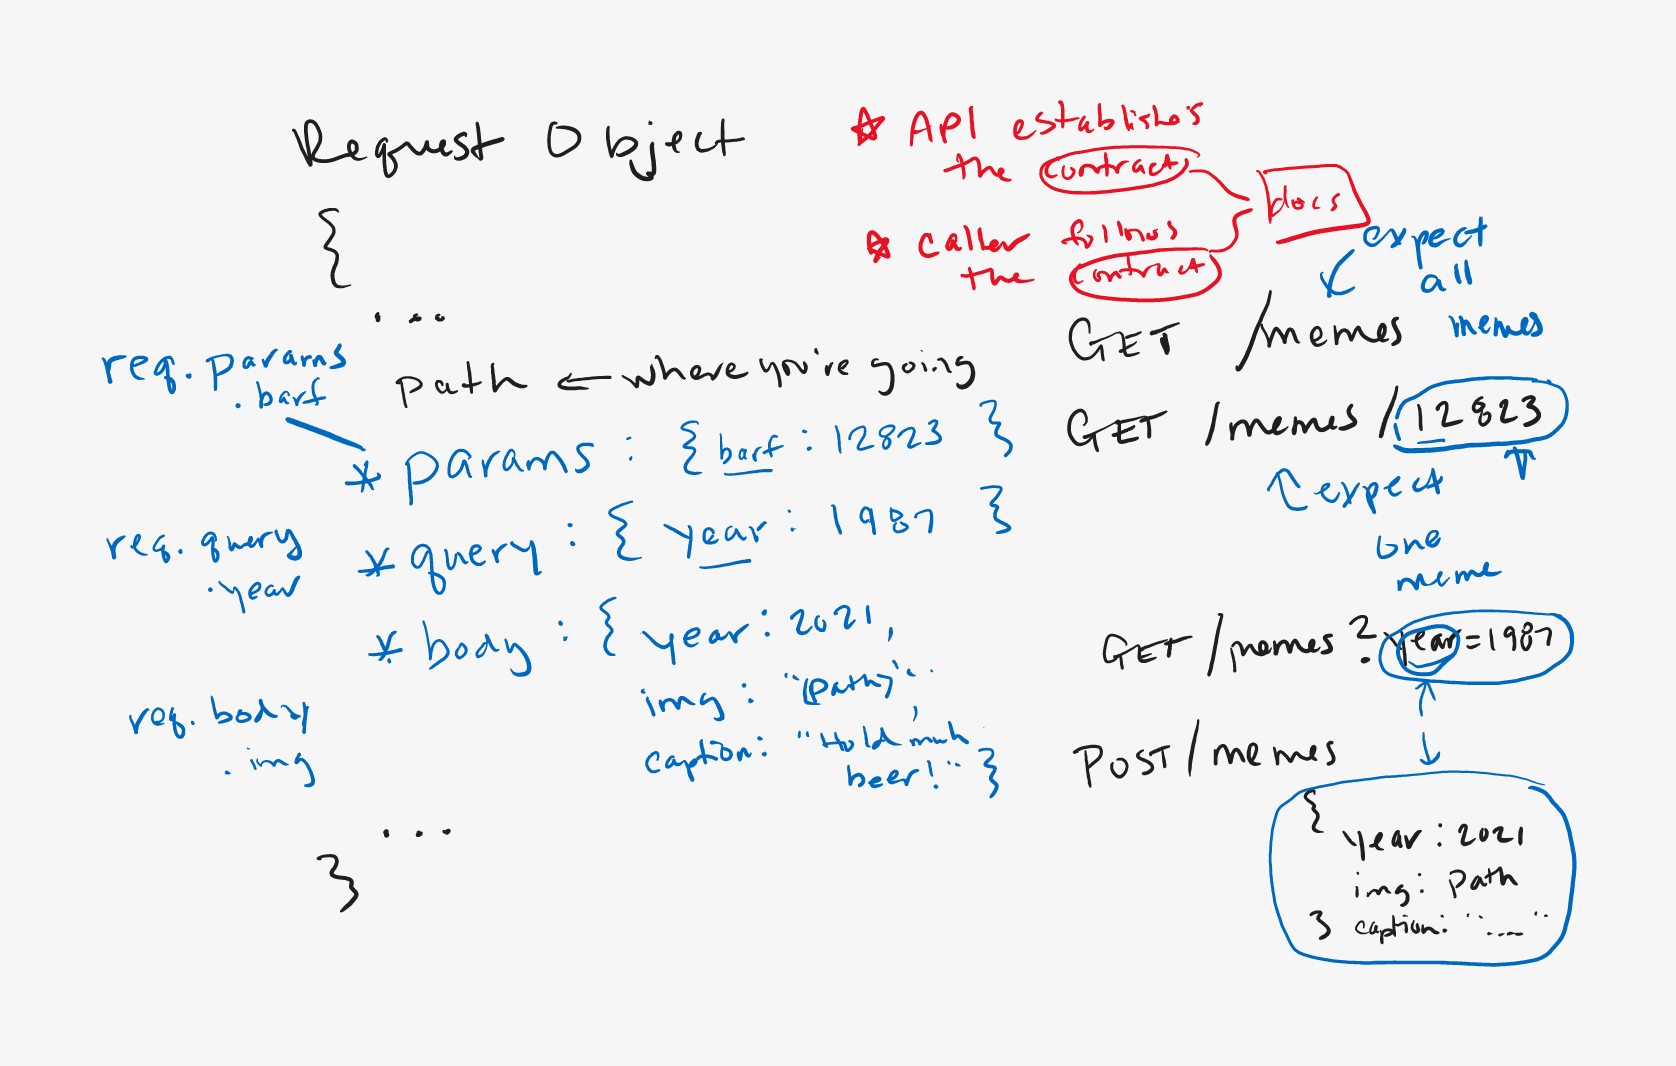 Request Object
{
...
path ← where you're going
req.params
.barf
* params : { barf : 12823 }
req.query
.year
* query : { year : 1987 }
* body : { year : 2021,
img : "(path)",
caption : "Hold muh
beer!" }
req.body
.img
...
}
☆ API establishes
the contract
☆ caller follows
the contract
docs
expect
all
memes
GET /memes
GET /memes /12823
expect
one
meme
GET /memes ? year=1987
POST /memes
{
year : 2021
img : path
} caption : "....."